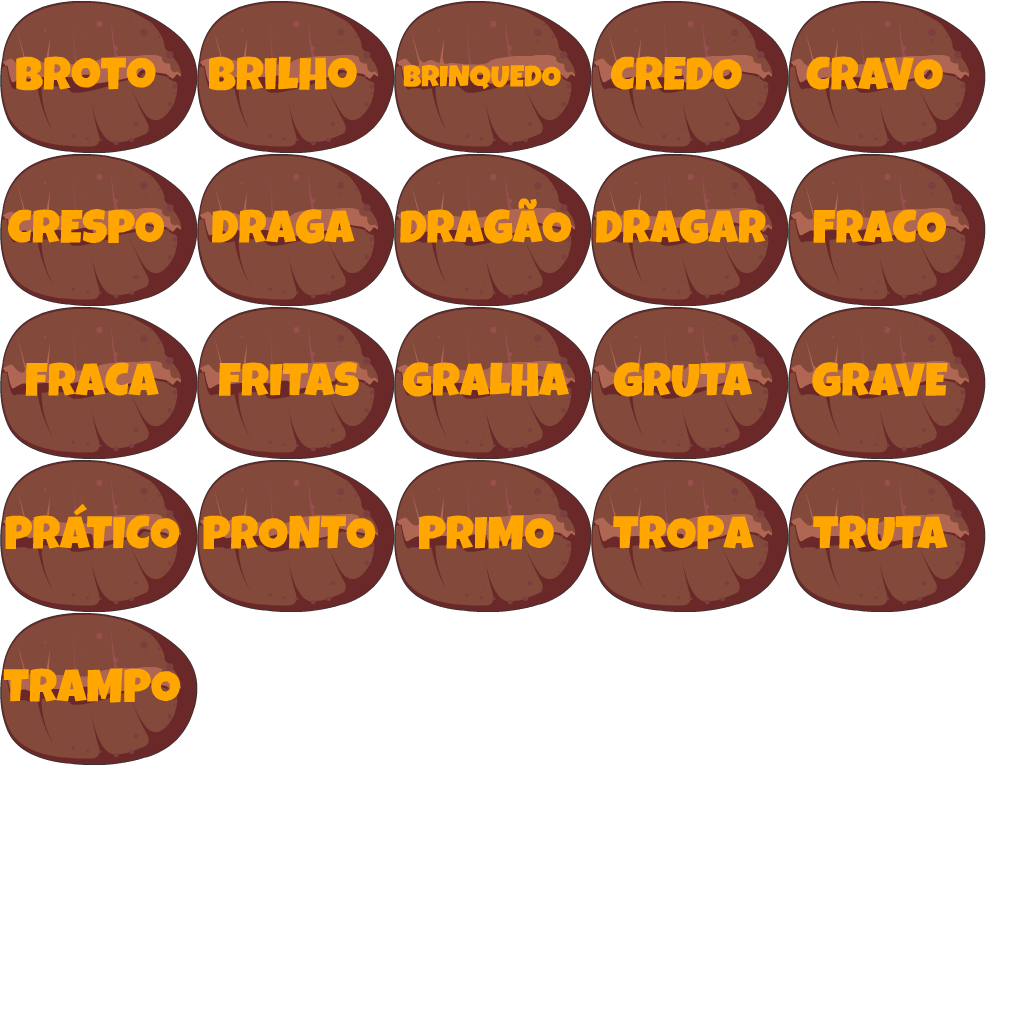 BROTO BRILHO BRINQUEDO CREDO CRAVO
CRESPO DRAGA DRAGÃO DRAGAR FRACO
FRACA FRITAS GRALHA GRUTA GRAVE
PRÁTICO PRONTO PRIMO TROPA TRUTA
TRAMPO